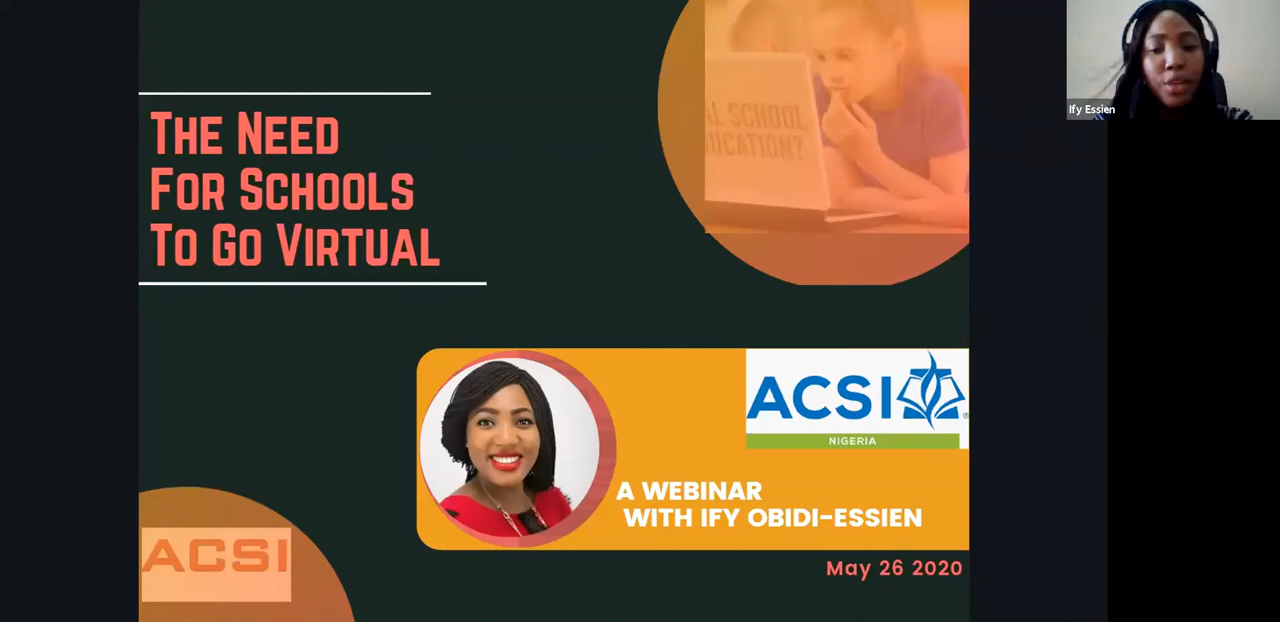 THE NEED
FOR SCHOOLS
TO GO VIRTUAL
SCHOOL
Ify Essien
ACSI
NIGERIA
A WEBINAR
WITH IFY OBIDI-ESSIEN
May 26 2020
ACSI